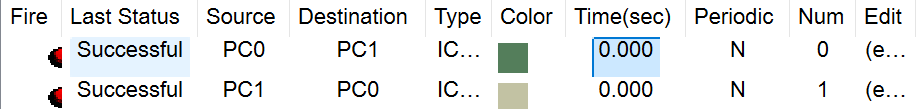 Fire Last Status Source Destination Type Color Time(sec) Periodic Num Edit
Successful PC0 PC1 IC... 0.000 N 0 (e...
Successful PC1 PC0 IC... 0.000 N 1 (e...